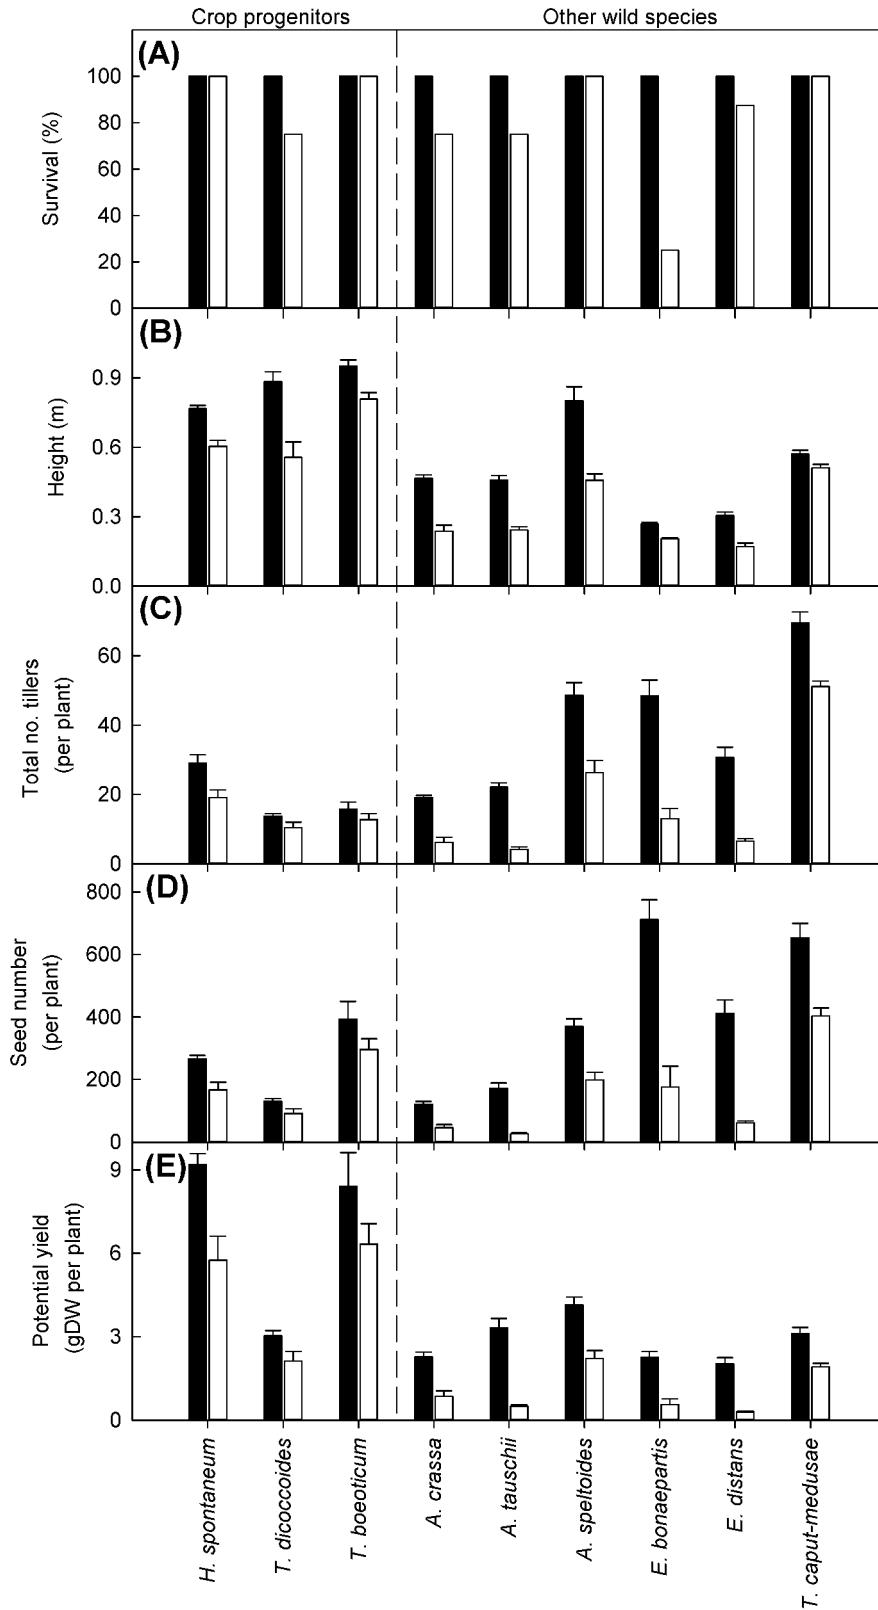 Crop progenitors Other wild species
(A)
100
80
60
40
20
0
Survival (%)
(B)
0.9
0.6
0.3
0.0
Height (m)
(C)
60
40
20
0
Total no. tillers
(per plant)
(D)
800
600
400
200
0
Seed number
(per plant)
(E)
9
6
3
0
Potential yield
(gDW per plant)
H. spontaneum
T. dicoccoides
T. boeoticum
A. crassa
A. tauschii
A. speltoides
E. bonaepartis
E. distans
T. caput-medusae